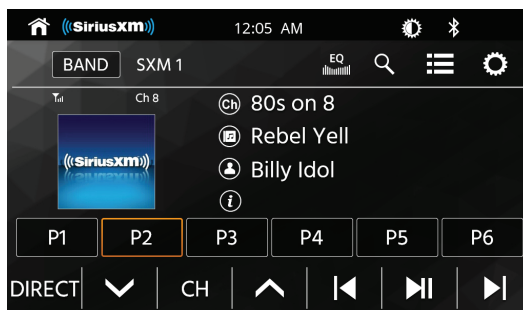 ((SiriusXM)) 12:05 AM
BAND SXM 1 EQ
Ch 8
Ch 80s on 8
Rebel Yell
((SiriusXM))
Billy Idol
i
P1 P2 P3 P4 P5 P6
DIRECT CH